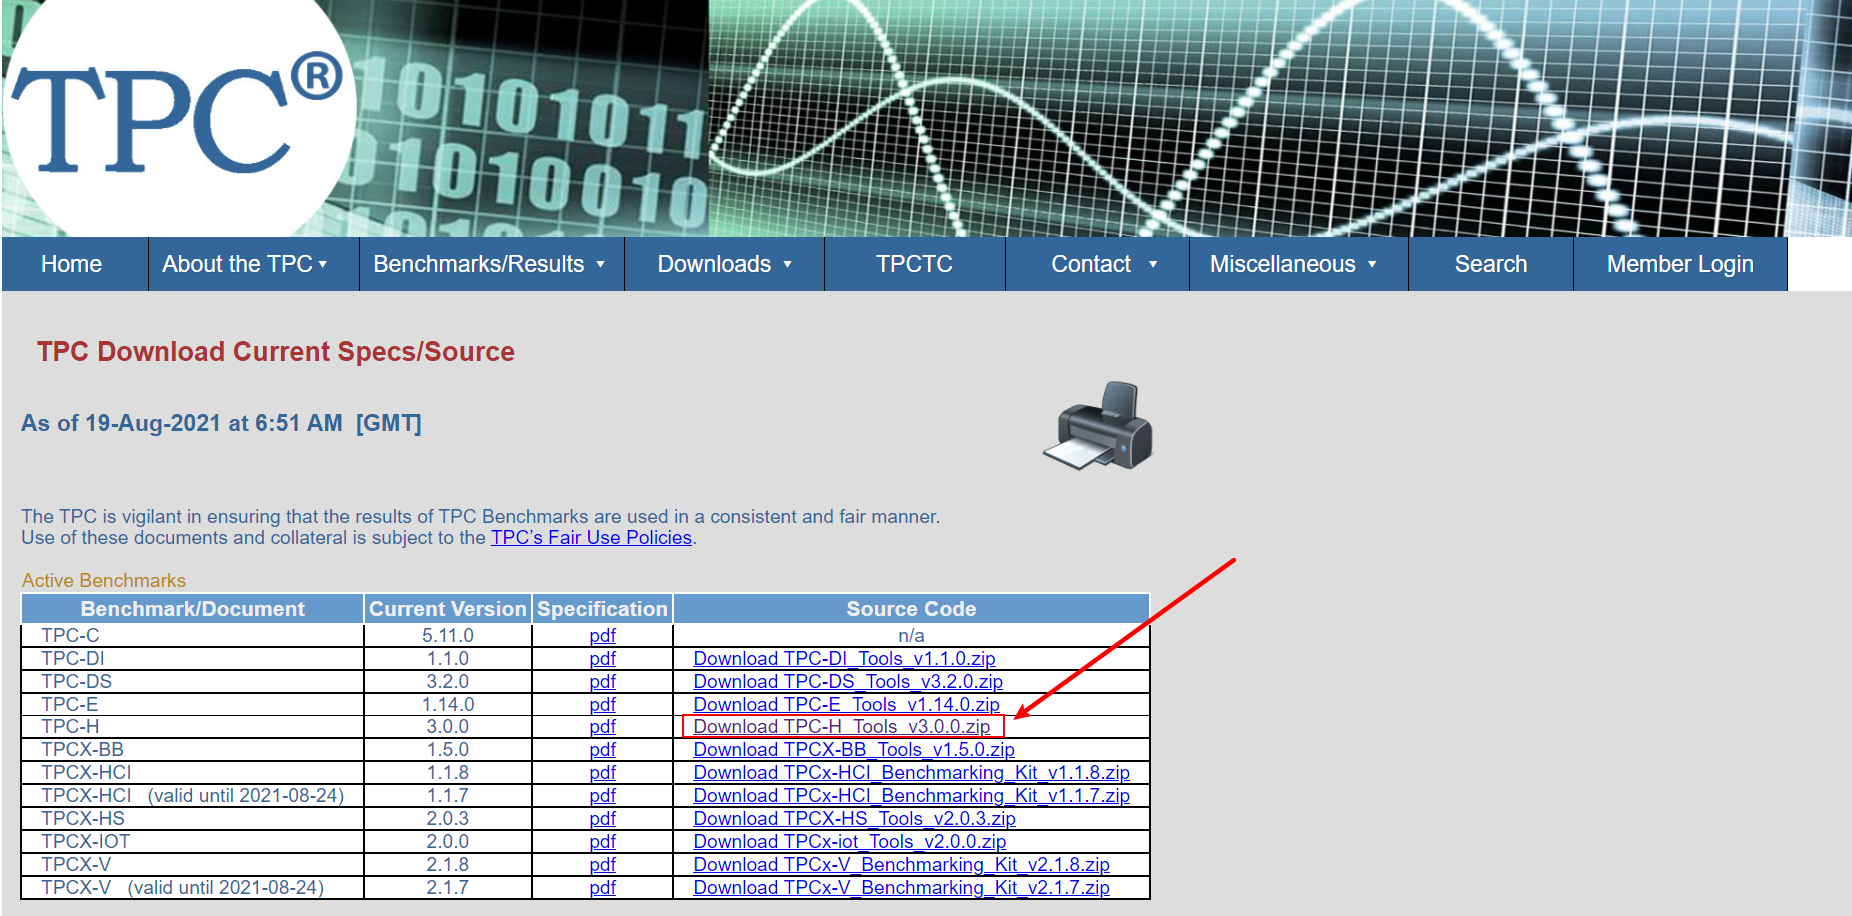 TPC®
10101011
01010010
Home About the TPC ▾ Benchmarks/Results ▾ Downloads ▾ TPCTC Contact ▾ Miscellaneous ▾ Search Member Login
TPC Download Current Specs/Source
As of 19-Aug-2021 at 6:51 AM [GMT]
The TPC is vigilant in ensuring that the results of TPC Benchmarks are used in a consistent and fair manner.
Use of these documents and collateral is subject to the TPC's Fair Use Policies.
Active Benchmarks
Benchmark/Document Current Version Specification Source Code
TPC-C 5.11.0 pdf n/a
TPC-DI 1.1.0 pdf Download TPC-DI_Tools_v1.1.0.zip
TPC-DS 3.2.0 pdf Download TPC-DS_Tools_v3.2.0.zip
TPC-E 1.14.0 pdf Download TPC-E_Tools_v1.14.0.zip
TPC-H 3.0.0 pdf Download TPC-H_Tools_v3.0.0.zip
TPCX-BB 1.5.0 pdf Download TPCX-BB_Tools_v1.5.0.zip
TPCX-HCI 1.1.8 pdf Download TPCx-HCI_Benchmarking_Kit_v1.1.8.zip
TPCX-HCI (valid until 2021-08-24) 1.1.7 pdf Download TPCx-HCI_Benchmarking_Kit_v1.1.7.zip
TPCX-HS 2.0.3 pdf Download TPCX-HS_Tools_v2.0.3.zip
TPCX-IOT 2.0.0 pdf Download TPCx-iot_Tools_v2.0.0.zip
TPCX-V 2.1.8 pdf Download TPCx-V_Benchmarking_Kit_v2.1.8.zip
TPCX-V (valid until 2021-08-24) 2.1.7 pdf Download TPCx-V_Benchmarking_Kit_v2.1.7.zip